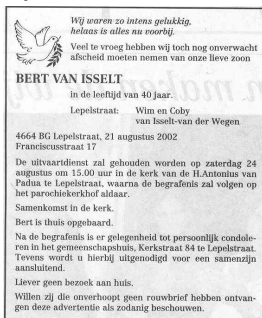 Wij waren zo intens gelukkig,
helaas is alles nu voorbij.
Veel te vroeg hebben wij toch nog onverwacht
afscheid moeten nemen van onze lieve zoon
BERT VAN ISSELT
in de leeftijd van 40 jaar.
Lepelstraat: Wim en Coby
van Isselt-van der Wegen
4664 BG Lepelstraat, 21 augustus 2002
Franciscusstraat 17
De uitvaartdienst zal gehouden worden op zaterdag 24
augustus om 15.00 uur in de kerk van de H.Antonius van
Padua te Lepelstraat, waarna de begrafenis zal volgen op
het parochiekerkhof aldaar.
Samenkomst in de kerk.
Bert is thuis opgebaard.
Na de begrafenis is er gelegenheid tot persoonlijk condole-
ren in het gemeenschapshuis, Kerkstraat 84 te Lepelstraat.
Tevens wordt u hierbij uitgenodigd voor een samenzijn
aansluitend.
Liever geen bezoek aan huis.
Willen zij die onverhoopt geen rouwbrief hebben ontvan-
gen deze advertentie als zodanig beschouwen.